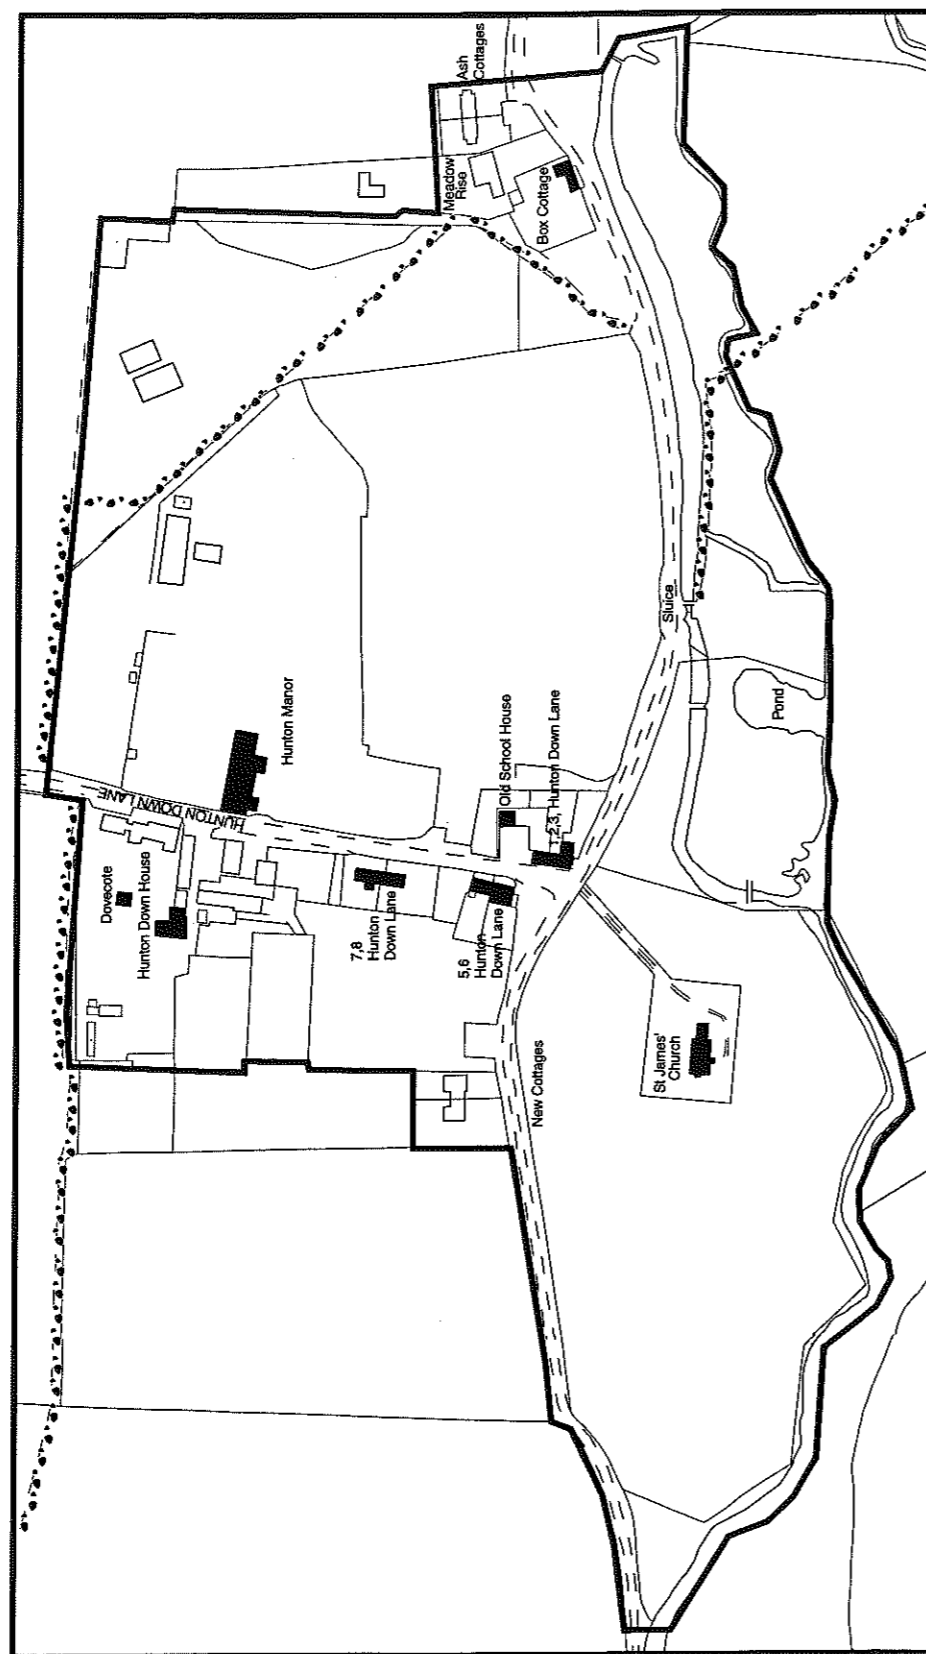 Ash
Cottages
Meadow
Rise
Box Cottage
Sluice
Pond
Hunton Manor
Old School House
1,2,3, Hunton Down Lane
HUNTON DOWN LANE
Dovecote
Hunton Down House
7,8
Hunton
Down Lane
5,6
Hunton
Down Lane
New Cottages
St James'
Church